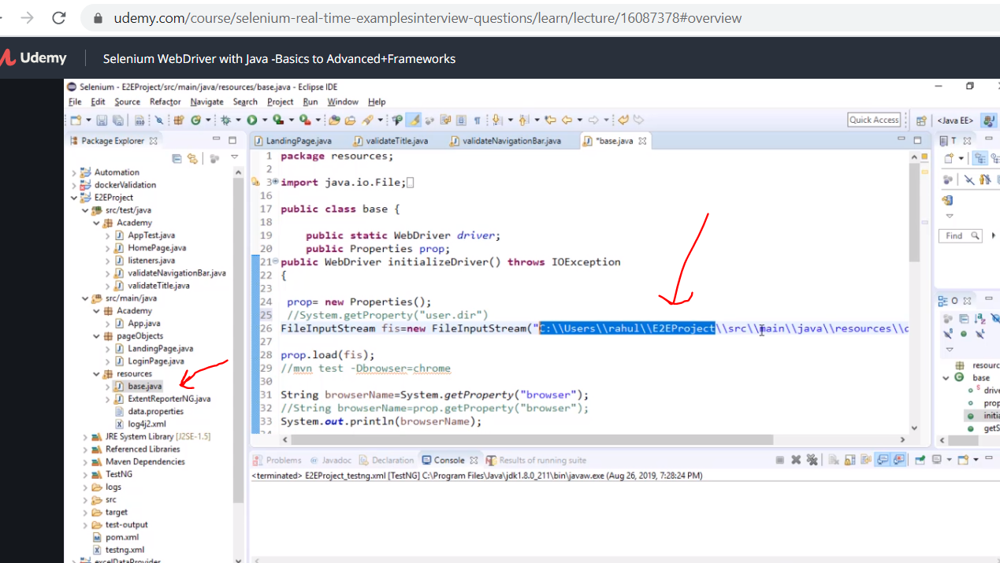 udemy.com/course/selenium-real-time-examplesinterview-questions/learn/lecture/16087378#overview
Udemy
Selenium WebDriver with Java -Basics to Advanced+Frameworks
Selenium - E2EProject/src/main/java/resources/base.java - Eclipse IDE
File Edit Source Refactor Navigate Search Project Run Window Help
Quick Access
<Java EE>
Package Explorer
LandingPage.java validateTitle.java validateNavigationBar.java *base.java
T
Automation
dockerValidation
E2EProject
src/test/java
Academy
AppTest.java
HomePage.java
listeners.java
validateNavigationBar.java
validateTitle.java
src/main/java
Academy
App.java
pageObjects
LandingPage.java
LoginPage.java
resources
base.java
ExtentReporterNG.java
data.properties
log4j2.xml
JRE System Library [J2SE-1.5]
Referenced Libraries
Maven Dependencies
TestNG
logs
src
target
test-output
pom.xml
testng.xml
excelDataProvider
1 package resources;
2
3 import java.io.File;
16
17 public class base {
18
19 public static WebDriver driver;
20 public Properties prop;
21 public WebDriver initializeDriver() throws IOException
22 {
23
24 prop= new Properties();
25 //System.getProperty("user.dir")
26 FileInputStream fis=new FileInputStream("C:\\Users\\rahul\\E2EProject\\src\\main\\java\\resources\\
27
28 prop.load(fis);
29 //mvn test -Dbrowser=chrome
30
31 String browserName=System.getProperty("browser");
32 //String browserName=prop.getProperty("browser");
33 System.out.println(browserName);
Find
O
resourc
base
drive
prop
initia
getS
Problems Javadoc Declaration Console Results of running suite
<terminated> E2EProject_testng.xml [TestNG] C:\Program Files\Java\jdk1.8.0_211\bin\javaw.exe (Aug 26, 2019, 7:28:24 PM)